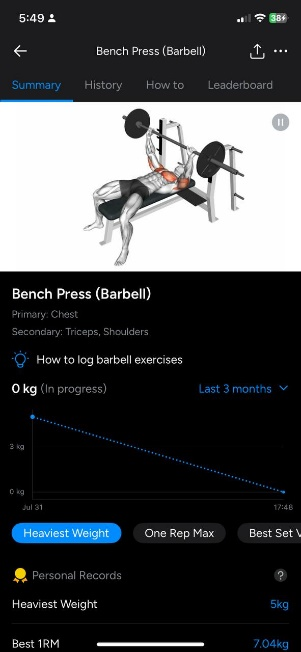 5:49
38
Bench Press (Barbell)
Summary
History
How to
Leaderboard
Bench Press (Barbell)
Primary: Chest
Secondary: Triceps, Shoulders
How to log barbell exercises
0 kg (In progress)
Last 3 months
3 kg
0 kg
Jul 31
17:48
Heaviest Weight
One Rep Max
Best Set V
Personal Records
?
Heaviest Weight
5kg
Best 1RM
7.04kg